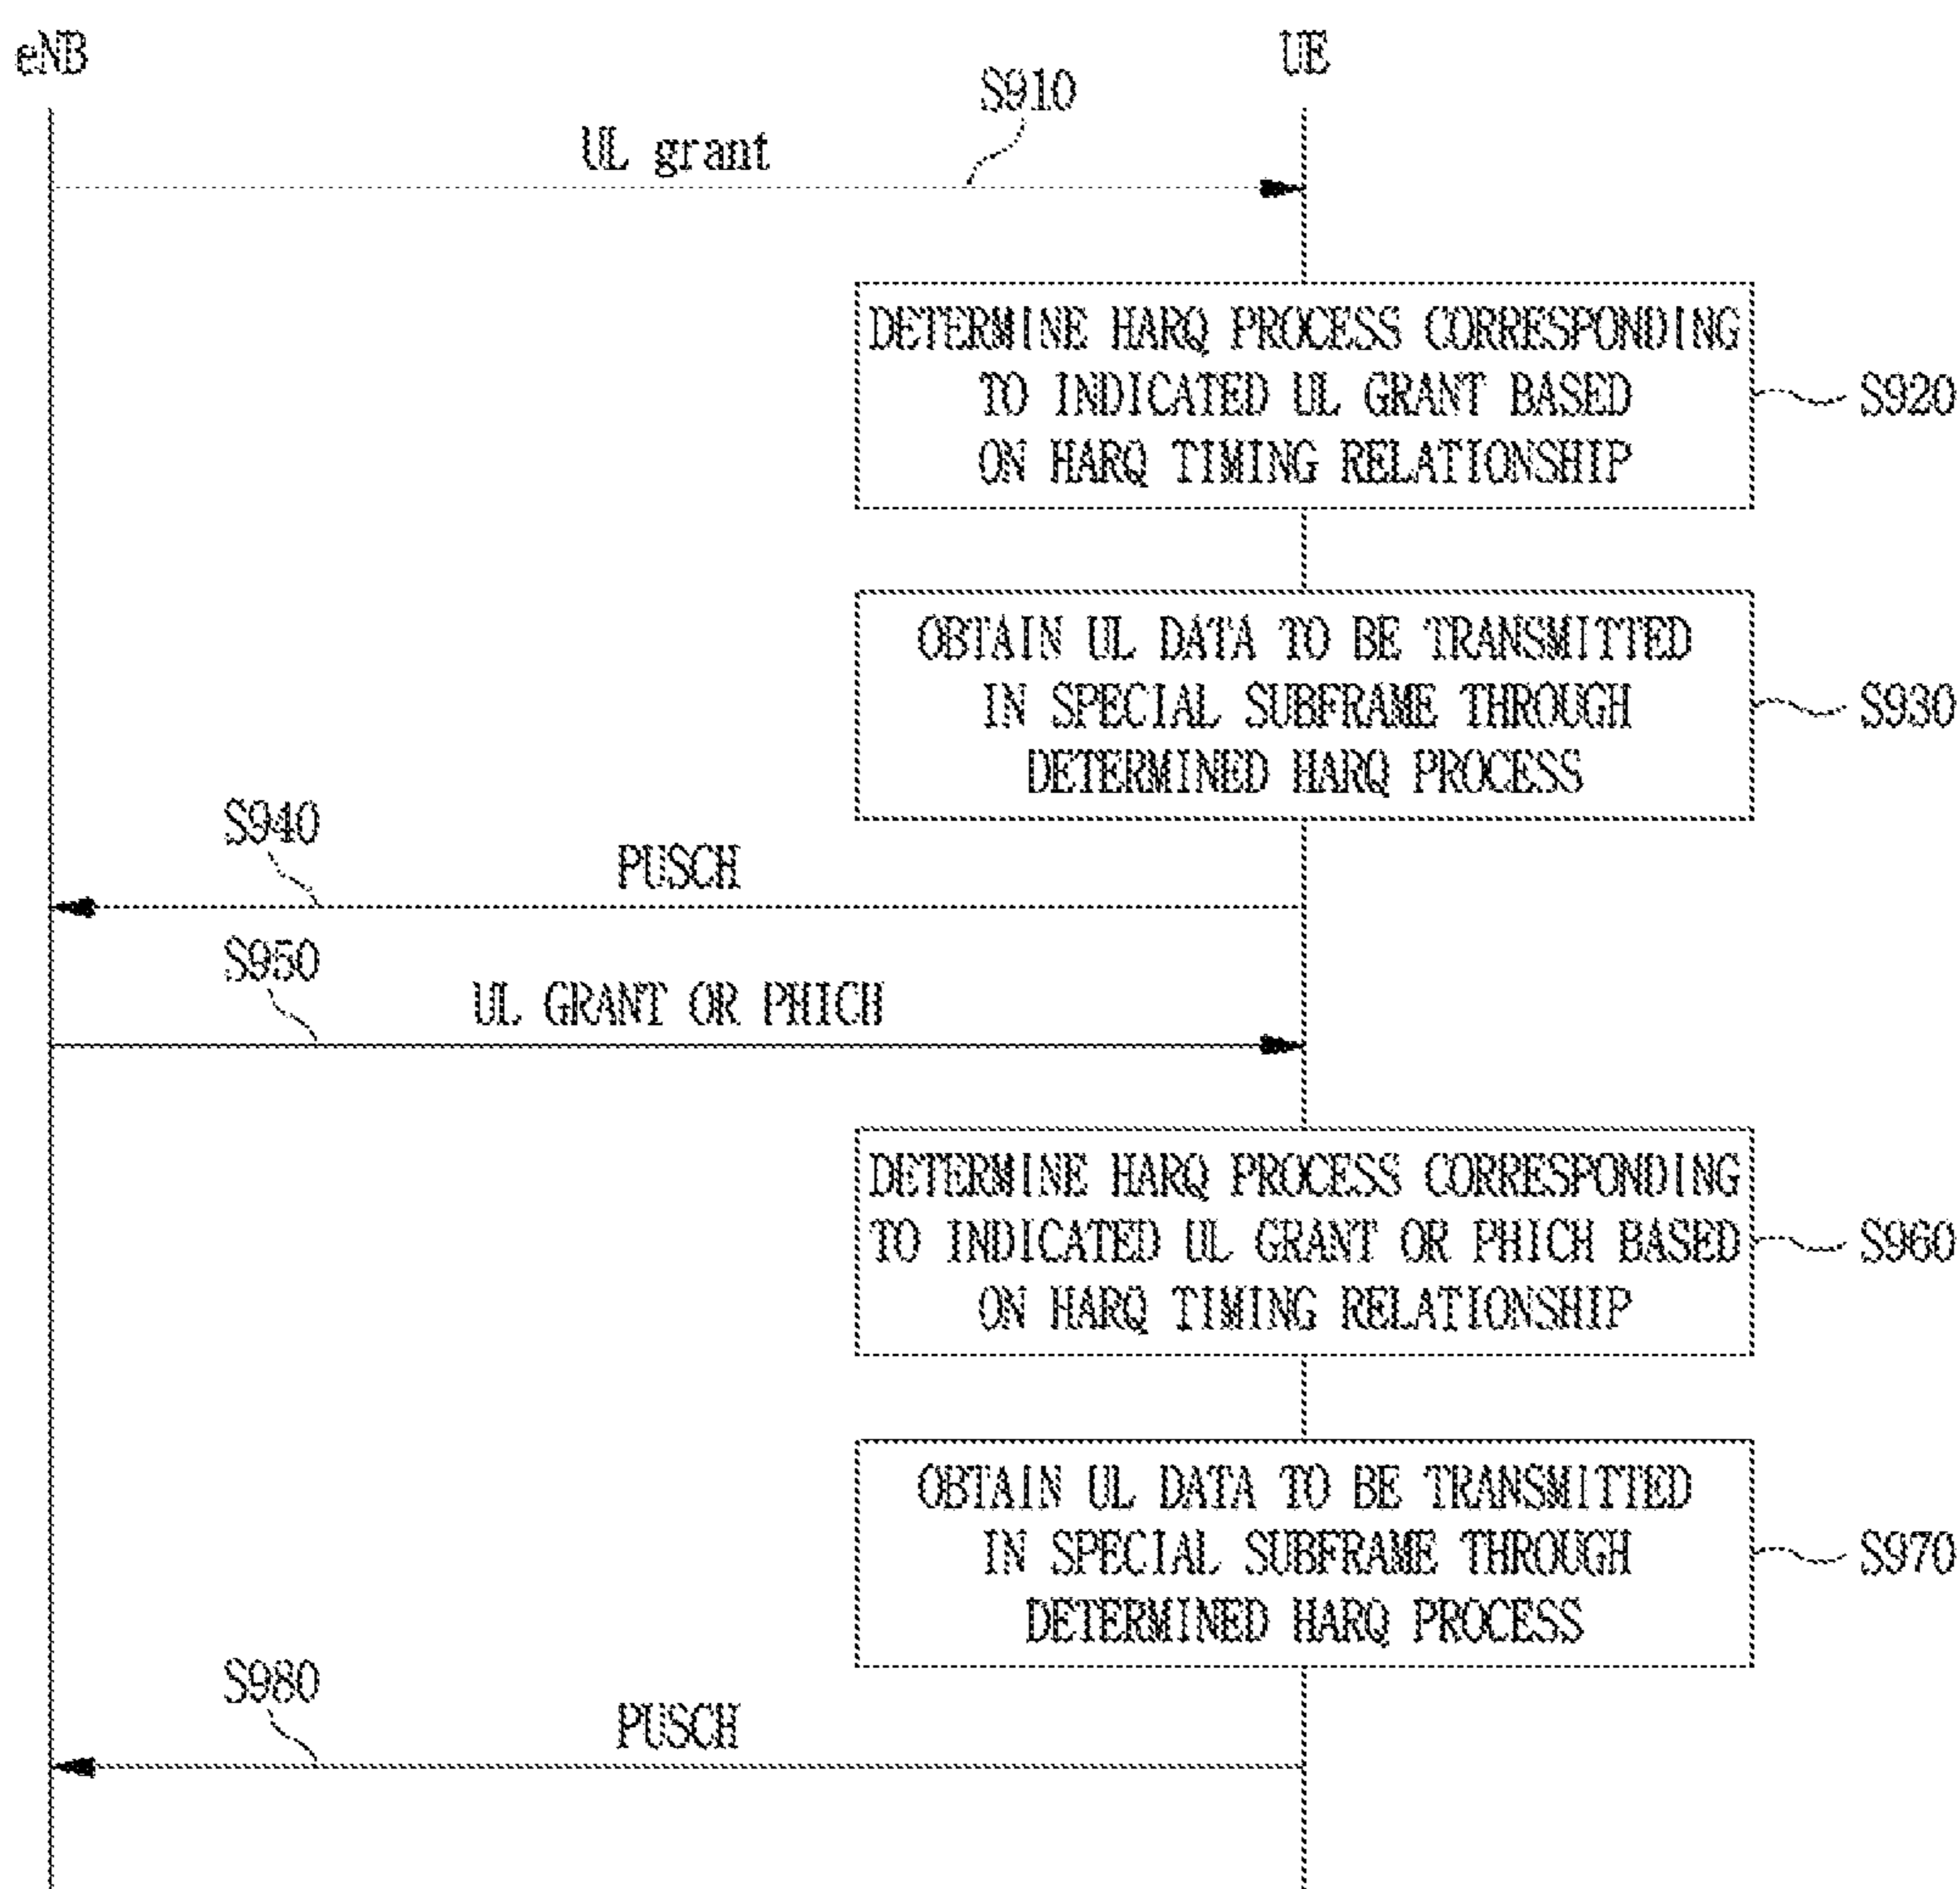 eNB
UE
S910
UL grant
DETERMINE HARQ PROCESS CORRESPONDING
TO INDICATED UL GRANT BASED
ON HARQ TIMING RELATIONSHIP
S920
OBTAIN UL DATA TO BE TRANSMITTED
IN SPECIAL SUBFRAME THROUGH
DETERMINED HARQ PROCESS
S930
S940
PUSCH
S950
UL GRANT OR PHICH
DETERMINE HARQ PROCESS CORRESPONDING
TO INDICATED UL GRANT OR PHICH BASED
ON HARQ TIMING RELATIONSHIP
S960
OBTAIN UL DATA TO BE TRANSMITTED
IN SPECIAL SUBFRAME THROUGH
DETERMINED HARQ PROCESS
S970
S980
PUSCH